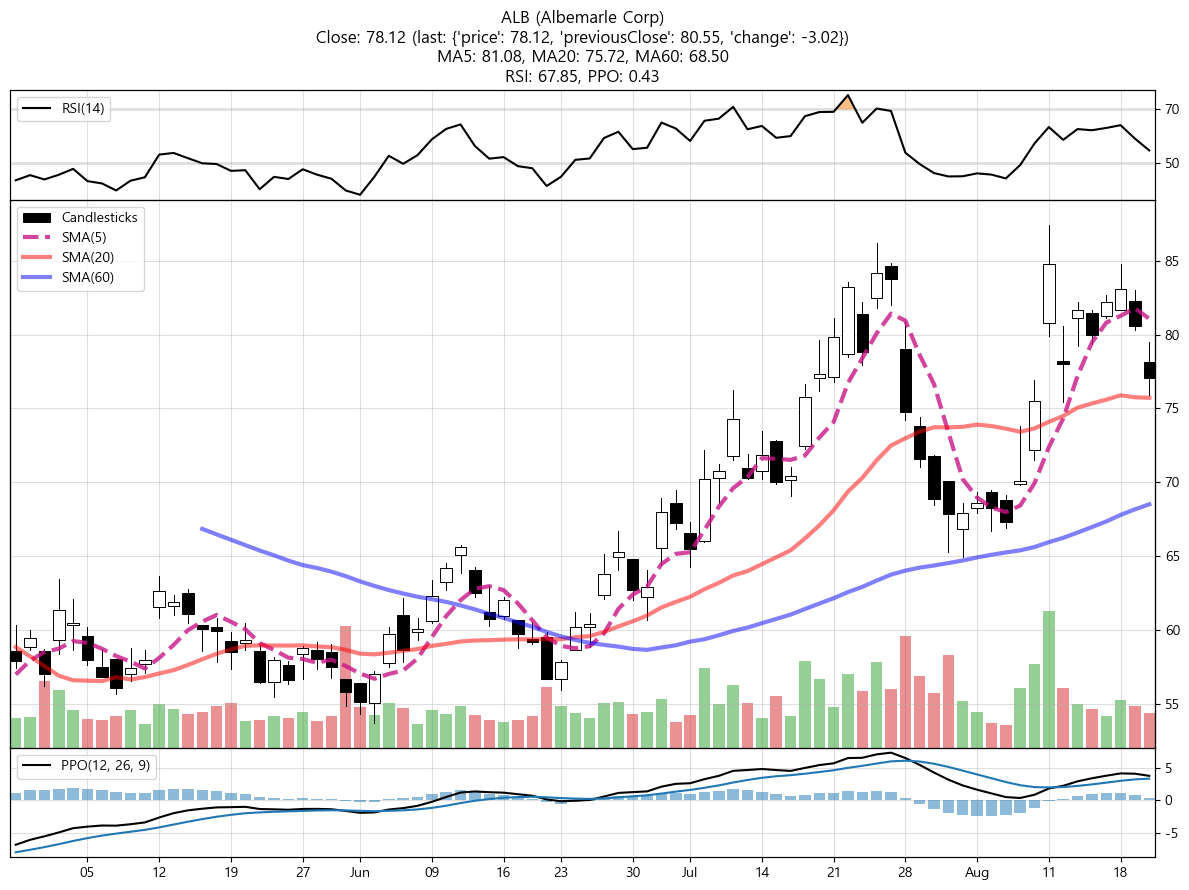 ALB (Albemarle Corp)
Close: 78.12 (last: {'price': 78.12, 'previousClose': 80.55, 'change': -3.02})
MA5: 81.08, MA20: 75.72, MA60: 68.50
RSI: 67.85, PPO: 0.43
RSI(14)
70
50
Candlesticks
SMA(5)
SMA(20)
SMA(60)
85
80
75
70
65
60
55
PPO(12, 26, 9)
5
0
-5
05 12 19 27 Jun 09 16 23 30 Jul 14 21 28 Aug 11 18